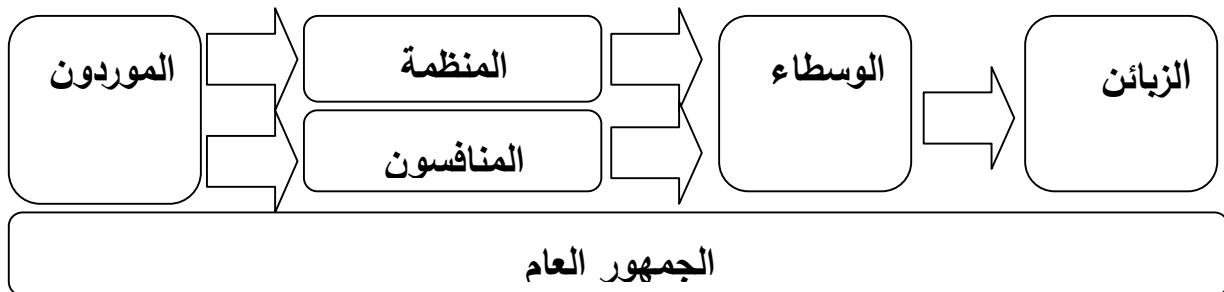 الموردون
المنظمة
المنافسون
الوسطاء
الزبائن
الجمهور العام